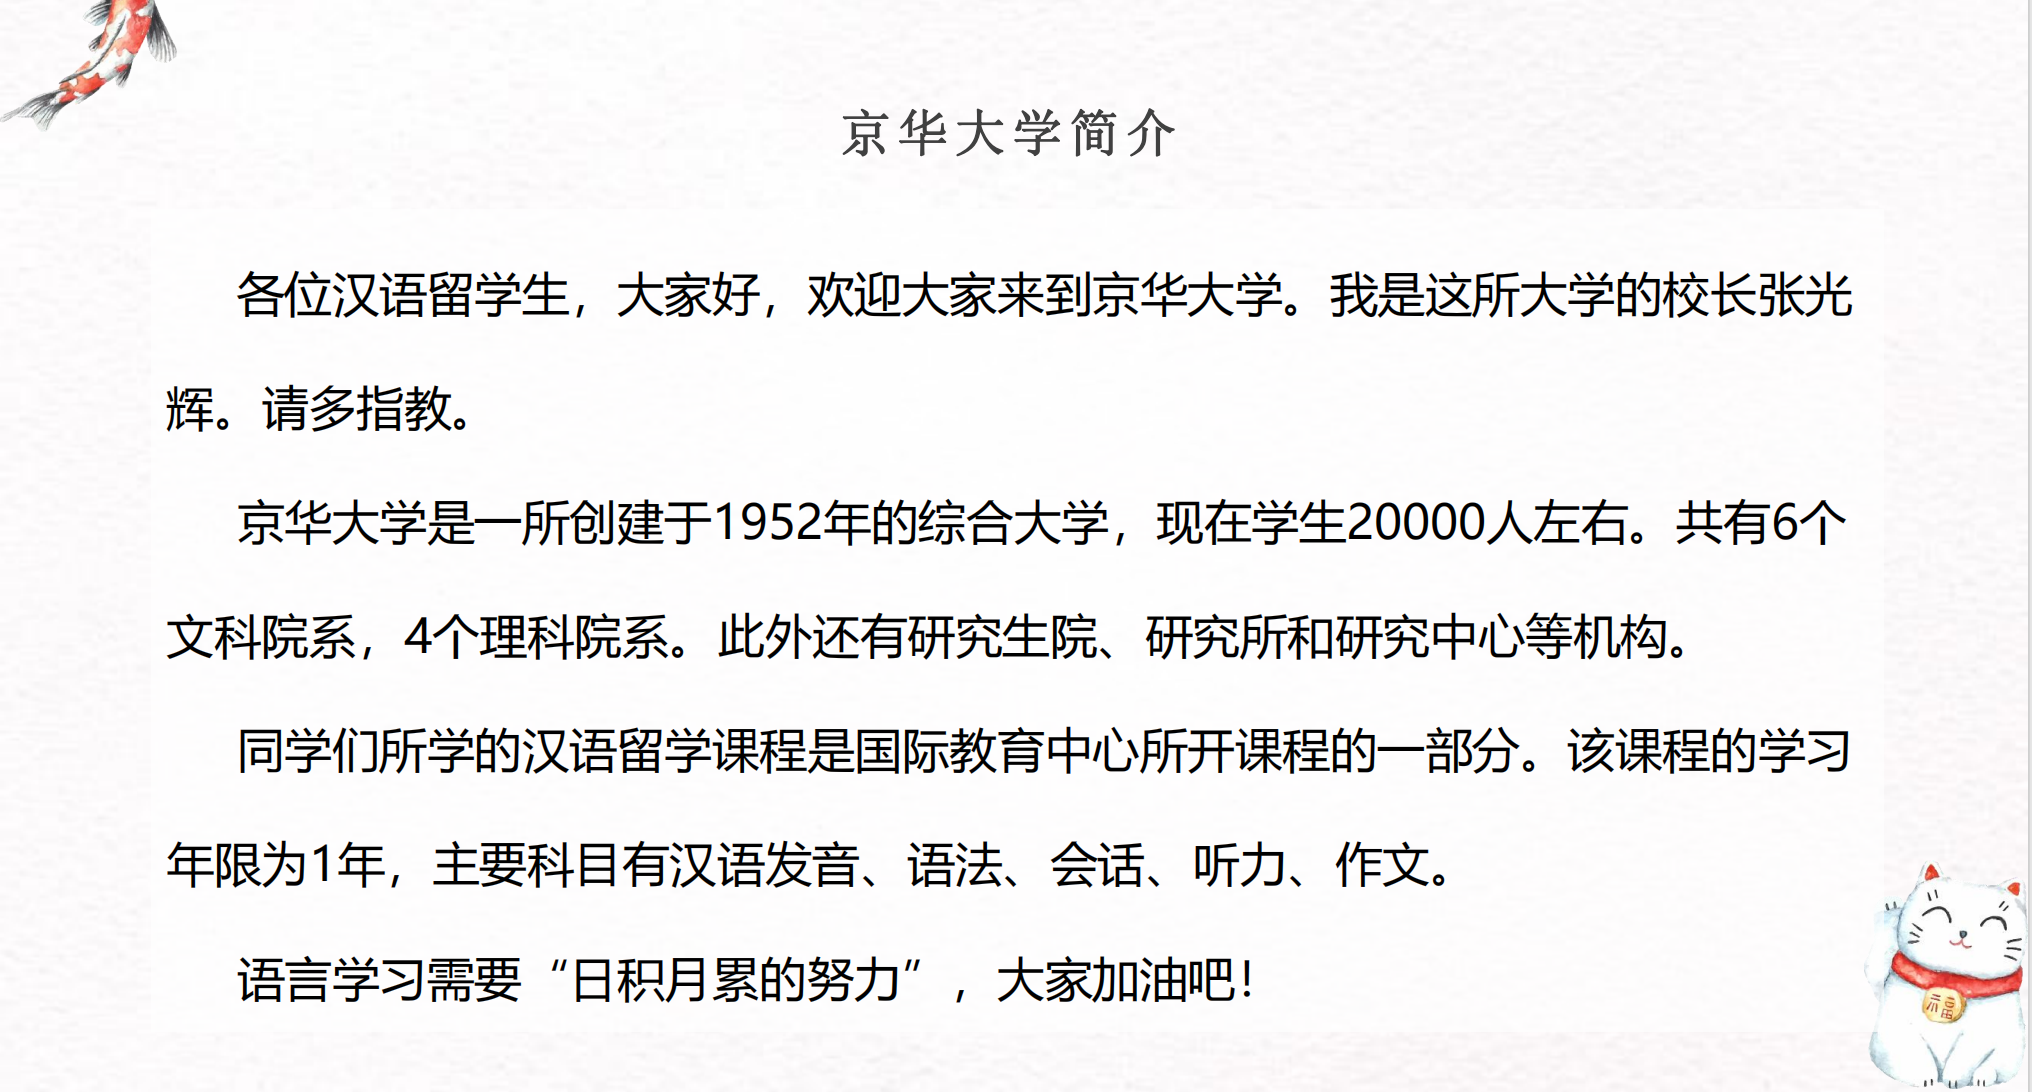 京华大学简介
各位汉语留学生，大家好，欢迎大家来到京华大学。我是这所大学的校长张光
辉。请多指教。
京华大学是一所创建于1952年的综合大学，现在学生20000人左右。共有6个
文科院系，4个理科院系。此外还有研究生院、研究所和研究中心等机构。
同学们所学的汉语留学课程是国际教育中心所开课程的一部分。该课程的学习
年限为1年，主要科目有汉语发音、语法、会话、听力、作文。
语言学习需要“日积月累的努力”，大家加油吧！
福